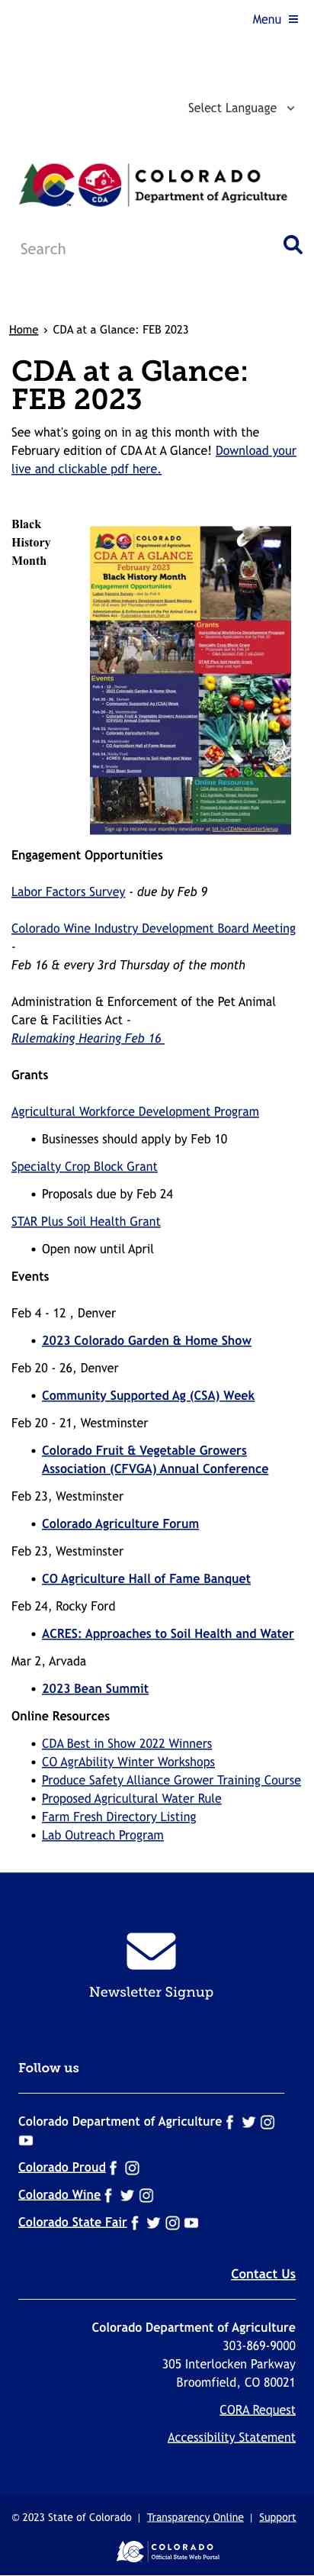 Menu
Select Language
COLORADO
Department of Agriculture
CDA
Search
Home › CDA at a Glance: FEB 2023
CDA at a Glance:
FEB 2023
See what's going on in ag this month with the
February edition of CDA At A Glance! Download your
live and clickable pdf here.
Black
History
Month
COLORADO
Department of Agriculture
CDA AT A GLANCE
February 2023
Black History Month
Engagement Opportunities
Grants
Events
Online Resources
Sign up to receive our monthly newsletter at
Engagement Opportunities
Labor Factors Survey - due by Feb 9
Colorado Wine Industry Development Board Meeting
-
Feb 16 & every 3rd Thursday of the month
Administration & Enforcement of the Pet Animal
Care & Facilities Act -
Rulemaking Hearing Feb 16
Grants
Agricultural Workforce Development Program
• Businesses should apply by Feb 10
Specialty Crop Block Grant
• Proposals due by Feb 24
STAR Plus Soil Health Grant
• Open now until April
Events
Feb 4 - 12 , Denver
• 2023 Colorado Garden & Home Show
Feb 20 - 26, Denver
• Community Supported Ag (CSA) Week
Feb 20 - 21, Westminster
• Colorado Fruit & Vegetable Growers
Association (CFVGA) Annual Conference
Feb 23, Westminster
• Colorado Agriculture Forum
Feb 23, Westminster
• CO Agriculture Hall of Fame Banquet
Feb 24, Rocky Ford
• ACRES: Approaches to Soil Health and Water
Mar 2, Arvada
• 2023 Bean Summit
Online Resources
• CDA Best in Show 2022 Winners
• CO AgrAbility Winter Workshops
• Produce Safety Alliance Grower Training Course
• Proposed Agricultural Water Rule
• Farm Fresh Directory Listing
• Lab Outreach Program
Newsletter Signup
Follow us
Colorado Department of Agriculture
Colorado Proud
Colorado Wine
Colorado State Fair
Contact Us
Colorado Department of Agriculture
303-869-9000
305 Interlocken Parkway
Broomfield, CO 80021
CORA Request
Accessibility Statement
© 2023 State of Colorado | Transparency Online | Support
COLORADO
Official State Web Portal